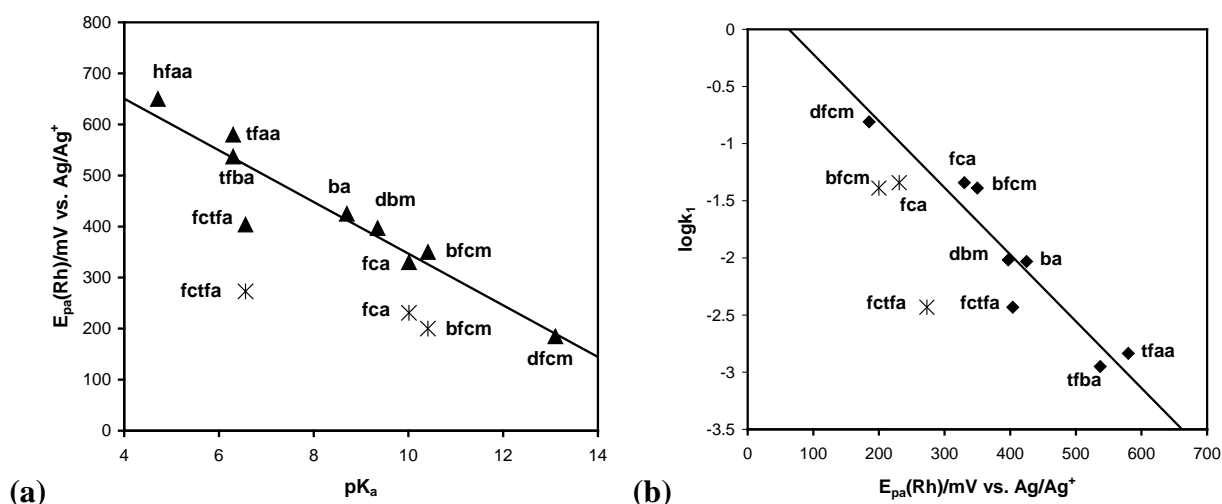 800
700
600
500
400
300
200
100
0
E_pa(Rh)/mV vs. Ag/Ag⁺
hfaa
tfaa
tfba
ba
dbm
fctfa
bfcm
fca
fctfa
fca
bfcm
dfcm
4 6 8 10 12 14
pK_a
(a)
0
-0.5
-1
-1.5
-2
-2.5
-3
-3.5
logk₁
dfcm
fca
bfcm
bfcm
fca
dbm
ba
fctfa
fctfa
tfaa
tfba
0 100 200 300 400 500 600 700
E_pa(Rh)/mV vs. Ag/Ag⁺
(b)